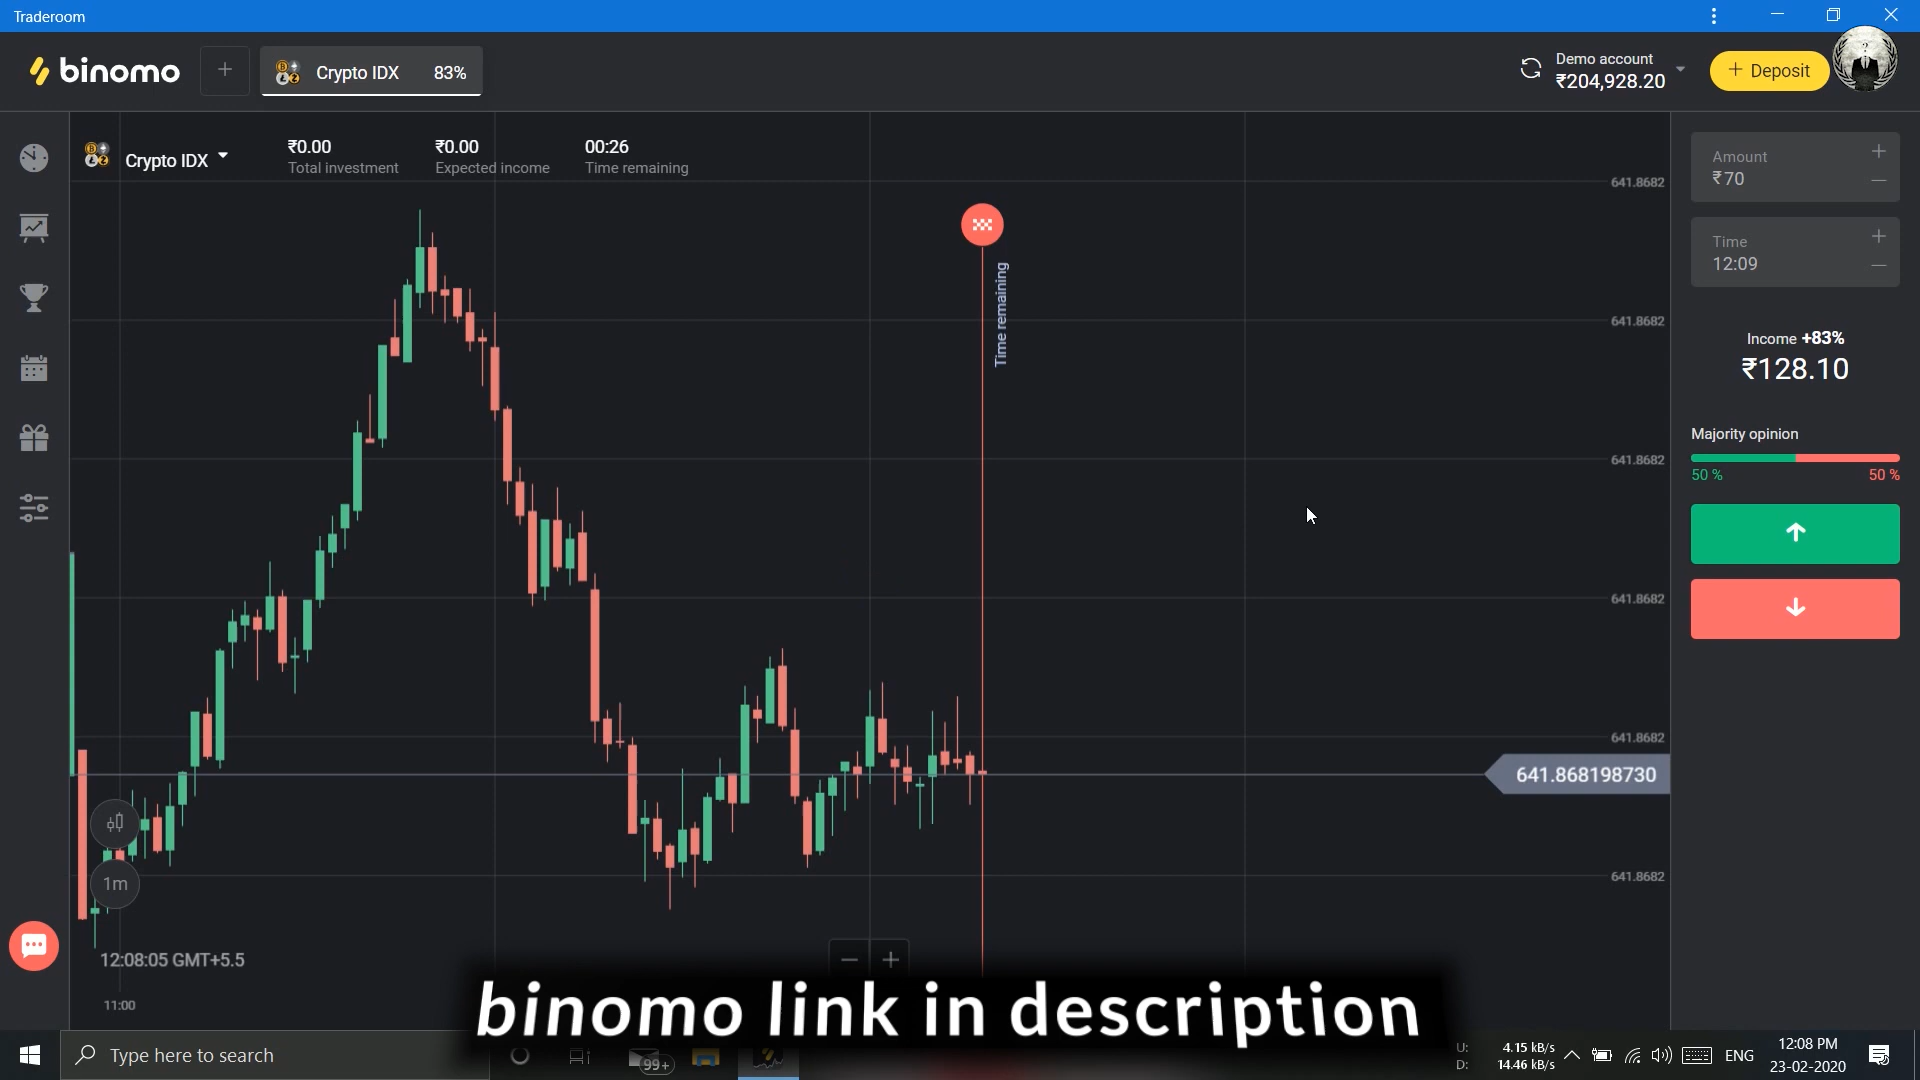 Traderoom
binomo
+
Crypto IDX 83%
Demo account
₹204,928.20
+ Deposit
Crypto IDX
₹0.00
Total investment
₹0.00
Expected income
00:26
Time remaining
Time remaining
641.8682
641.8682
641.8682
641.8682
641.8682
641.868198730
641.8682
Amount
₹70
Time
12:09
Income +83%
₹128.10
Majority opinion
50 % 50 %
1m
12:08:05 GMT+5.5
11:00
binomo link in description
Type here to search
99+
U: 4.15 kB/s
D: 14.46 kB/s
ENG
12:08 PM
23-02-2020